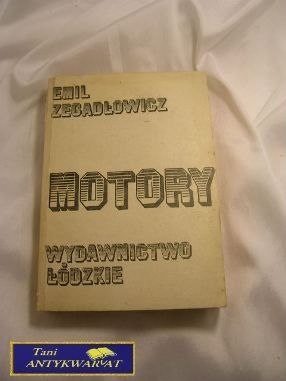 EMIL
ZEGADŁOWICZ
MOTORY
WYDAWNICTWO
ŁÓDZKIE
Tani
ANTYKWARIAT